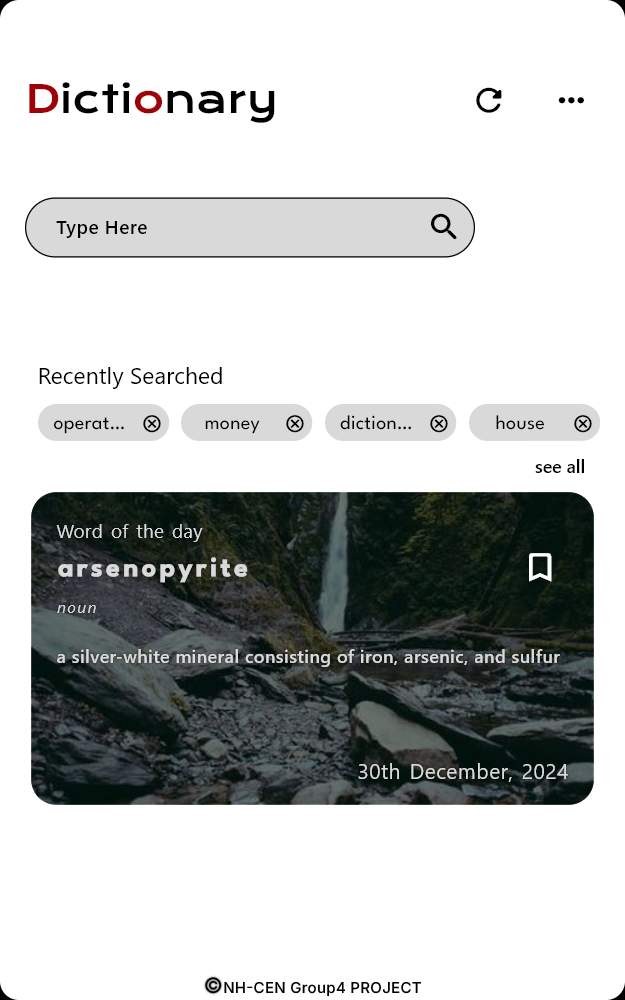 Dictionary
Type Here
Recently Searched
operat... money diction... house
see all
Word of the day
arsenopyrite
noun
a silver-white mineral consisting of iron, arsenic, and sulfur
30th December, 2024
©NH-CEN Group4 PROJECT